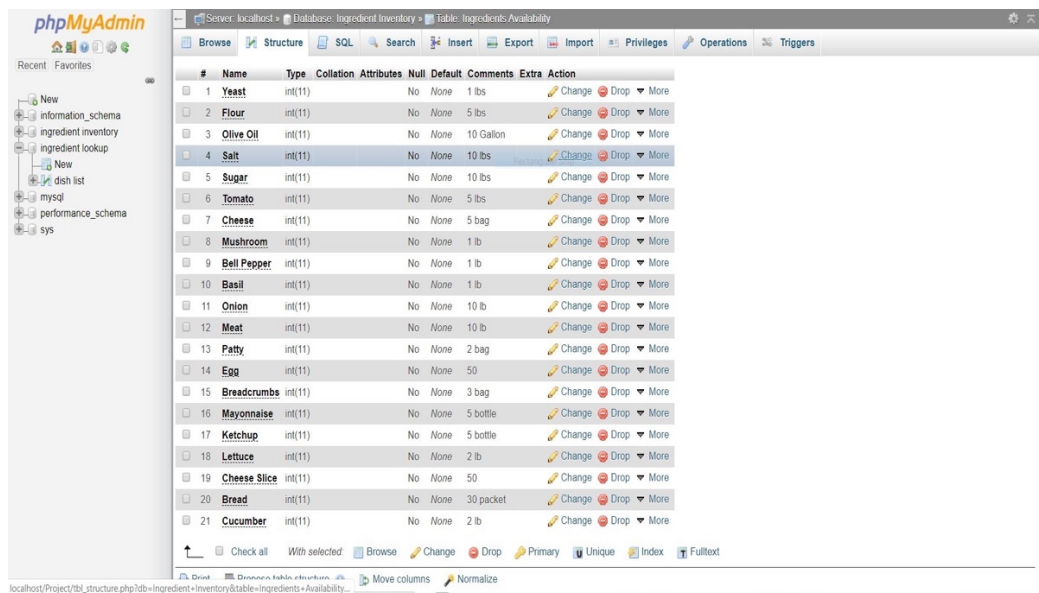 phpMyAdmin
Recent Favorites
New
information_schema
ingredient inventory
ingredient lookup
New
dish list
mysql
performance_schema
sys
Server: localhost » Database: Ingredient Inventory » Table: Ingredients Availability
Browse Structure SQL Search Insert Export Import Privileges Operations Triggers
# Name Type Collation Attributes Null Default Comments Extra Action
1 Yeast int(11) No None 1 lbs Change Drop More
2 Flour int(11) No None 5 lbs Change Drop More
3 Olive Oil int(11) No None 10 Gallon Change Drop More
4 Salt int(11) No None 10 lbs Change Drop More
5 Sugar int(11) No None 10 lbs Change Drop More
6 Tomato int(11) No None 5 lbs Change Drop More
7 Cheese int(11) No None 5 bag Change Drop More
8 Mushroom int(11) No None 1 lb Change Drop More
9 Bell Pepper int(11) No None 1 lb Change Drop More
10 Basil int(11) No None 1 lb Change Drop More
11 Onion int(11) No None 10 lb Change Drop More
12 Meat int(11) No None 10 lb Change Drop More
13 Patty int(11) No None 2 bag Change Drop More
14 Egg int(11) No None 50 Change Drop More
15 Breadcrumbs int(11) No None 3 bag Change Drop More
16 Mayonnaise int(11) No None 5 bottle Change Drop More
17 Ketchup int(11) No None 5 bottle Change Drop More
18 Lettuce int(11) No None 2 lb Change Drop More
19 Cheese Slice int(11) No None 50 Change Drop More
20 Bread int(11) No None 30 packet Change Drop More
21 Cucumber int(11) No None 2 lb Change Drop More
Check all With selected: Browse Change Drop Primary Unique Index Fulltext
Print Propose table structure Move columns Normalize
localhost/Project/tbl_structure.php?db=Ingredient+Inventory&table=Ingredients+Availability...